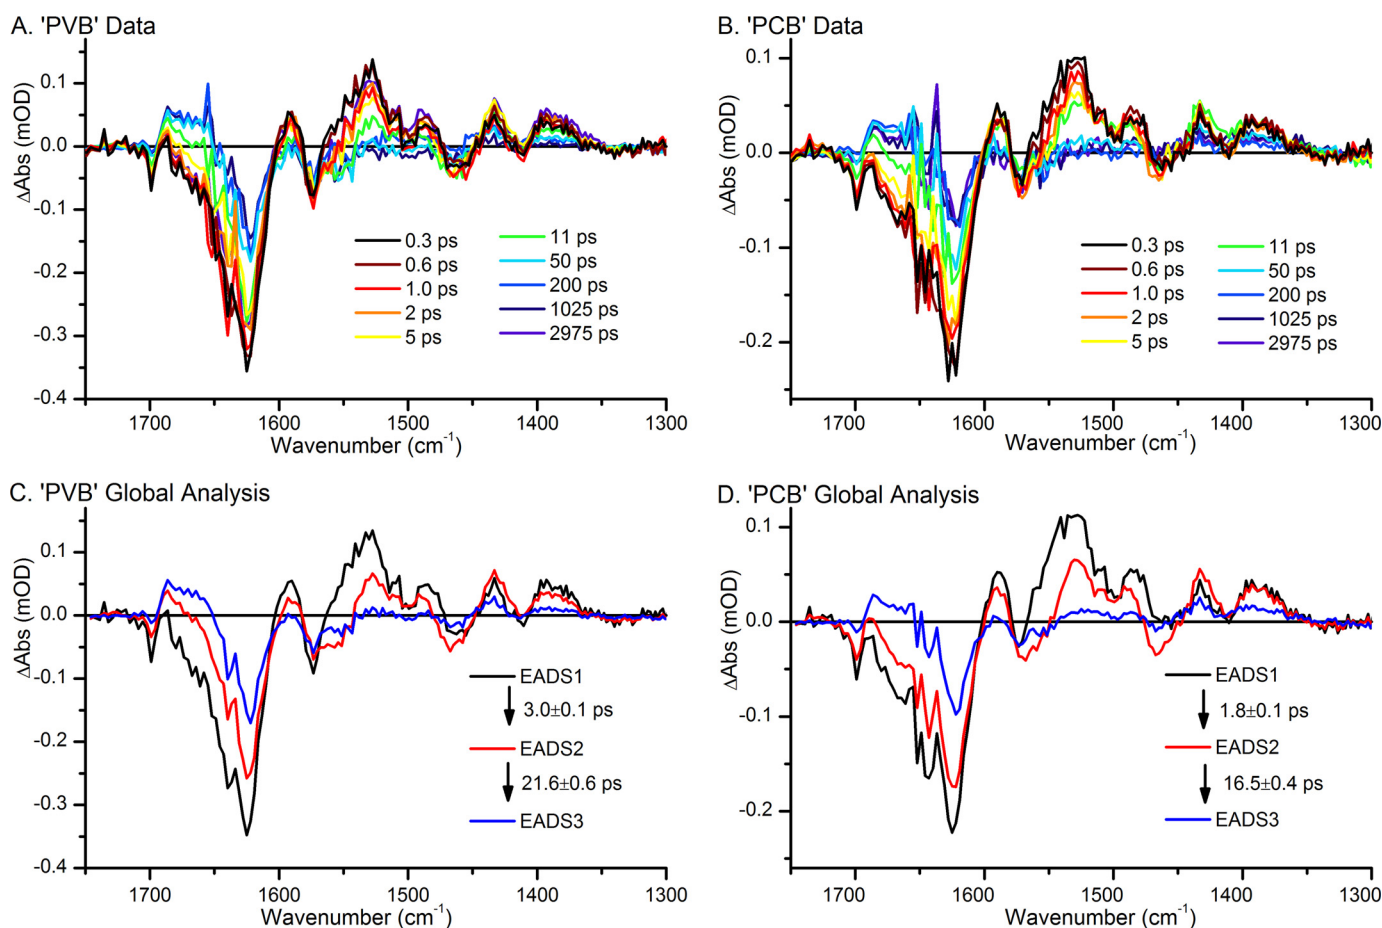 A. 'PVB' Data
0.1
0.0
-0.1
-0.2
-0.3
-0.4
ΔAbs (mOD)
0.3 ps
0.6 ps
1.0 ps
2 ps
5 ps
11 ps
50 ps
200 ps
1025 ps
2975 ps
1700
1600
1500
1400
1300
Wavenumber (cm⁻¹)
B. 'PCB' Data
0.1
0.0
-0.1
-0.2
ΔAbs (mOD)
0.3 ps
0.6 ps
1.0 ps
2 ps
5 ps
11 ps
50 ps
200 ps
1025 ps
2975 ps
1700
1600
1500
1400
1300
Wavenumber (cm⁻¹)
C. 'PVB' Global Analysis
0.1
0.0
-0.1
-0.2
-0.3
-0.4
ΔAbs (mOD)
EADS1
3.0±0.1 ps
EADS2
21.6±0.6 ps
EADS3
1700
1600
1500
1400
1300
Wavenumber (cm⁻¹)
D. 'PCB' Global Analysis
0.1
0.0
-0.1
-0.2
ΔAbs (mOD)
EADS1
1.8±0.1 ps
EADS2
16.5±0.4 ps
EADS3
1700
1600
1500
1400
1300
Wavenumber (cm⁻¹)